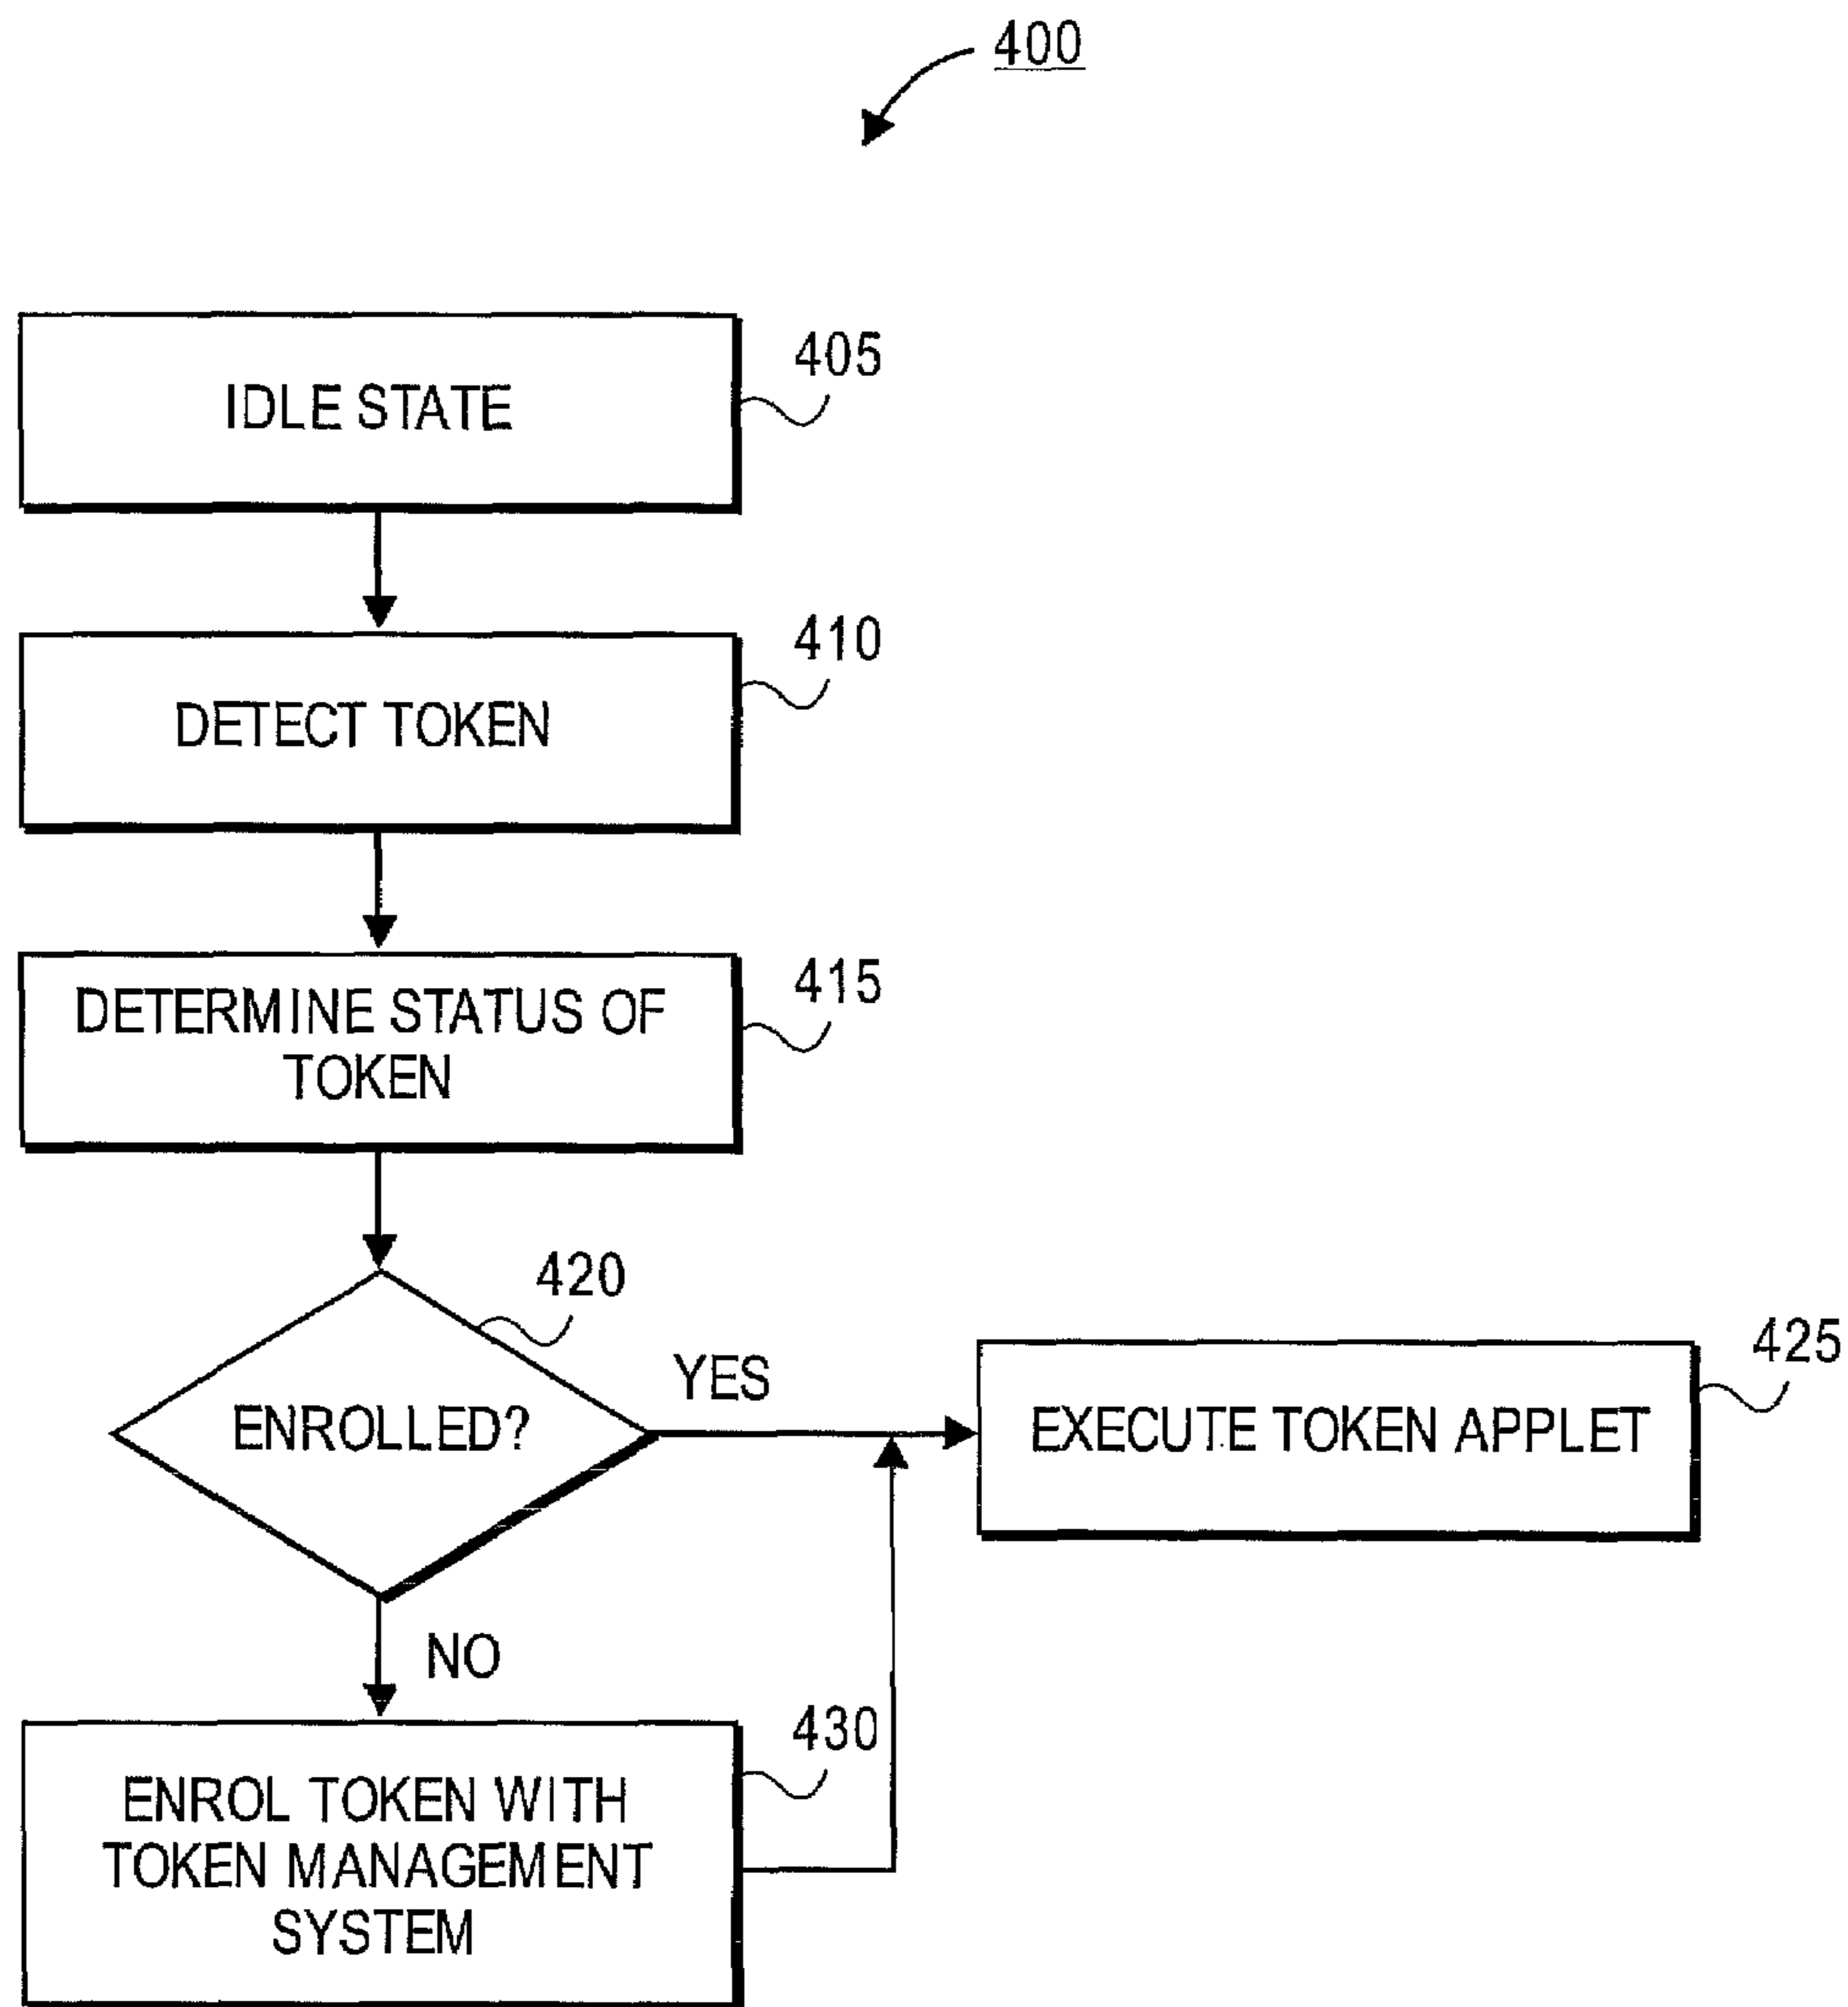 400
IDLE STATE
405
DETECT TOKEN
410
DETERMINE STATUS OF
TOKEN
415
ENROLLED?
420
YES
EXECUTE TOKEN APPLET
425
NO
ENROL TOKEN WITH
TOKEN MANAGEMENT
SYSTEM
430